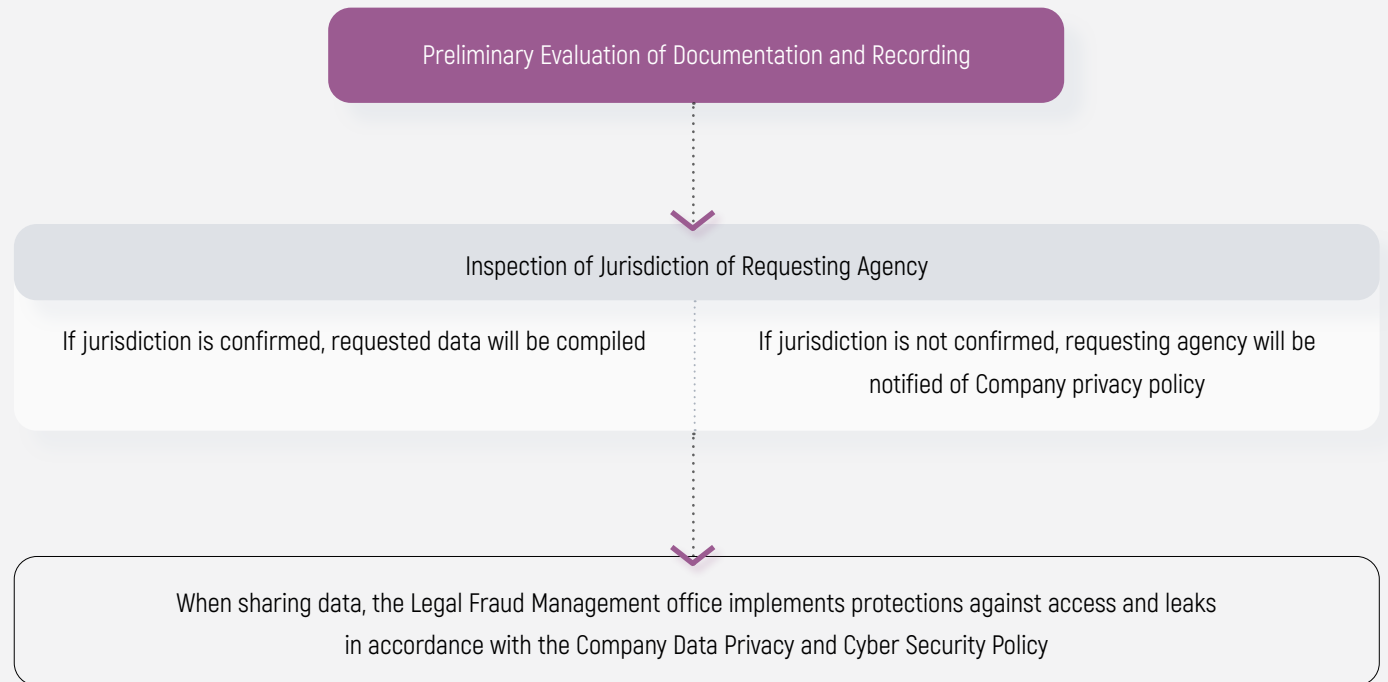 Preliminary Evaluation of Documentation and Recording
Inspection of Jurisdiction of Requesting Agency
If jurisdiction is confirmed, requested data will be compiled
If jurisdiction is not confirmed, requesting agency will be
notified of Company privacy policy
When sharing data, the Legal Fraud Management office implements protections against access and leaks
in accordance with the Company Data Privacy and Cyber Security Policy